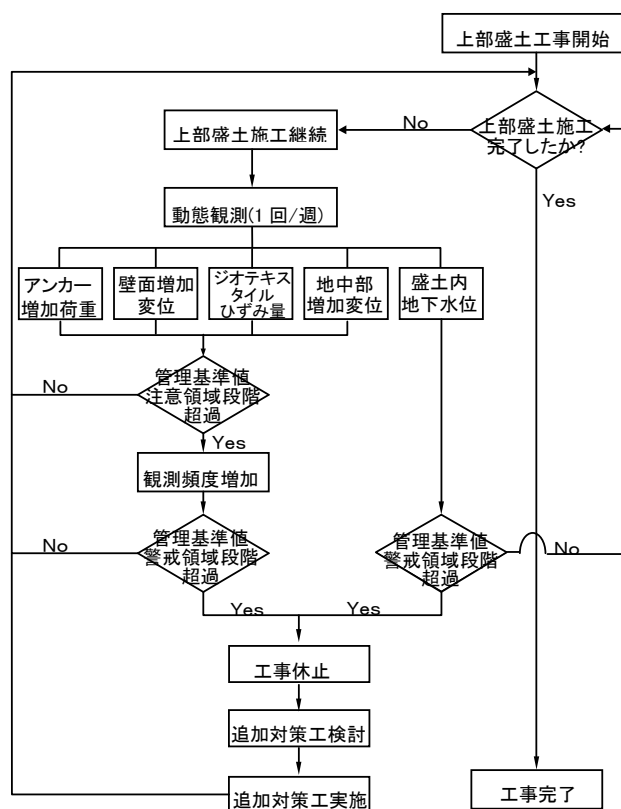 上部盛土工事開始
上部盛土施工
完了したか?
No
上部盛土施工継続
Yes
動態観測(1 回/週)
アンカー
増加荷重
壁面増加
変位
ジオテキス
タイル
ひずみ量
地中部
増加変位
盛土内
地下水位
管理基準値
注意領域段階
超過
No
Yes
観測頻度増加
管理基準値
警戒領域段階
超過
No
Yes
管理基準値
警戒領域段階
超過
No
Yes
工事休止
追加対策工検討
追加対策工実施
工事完了